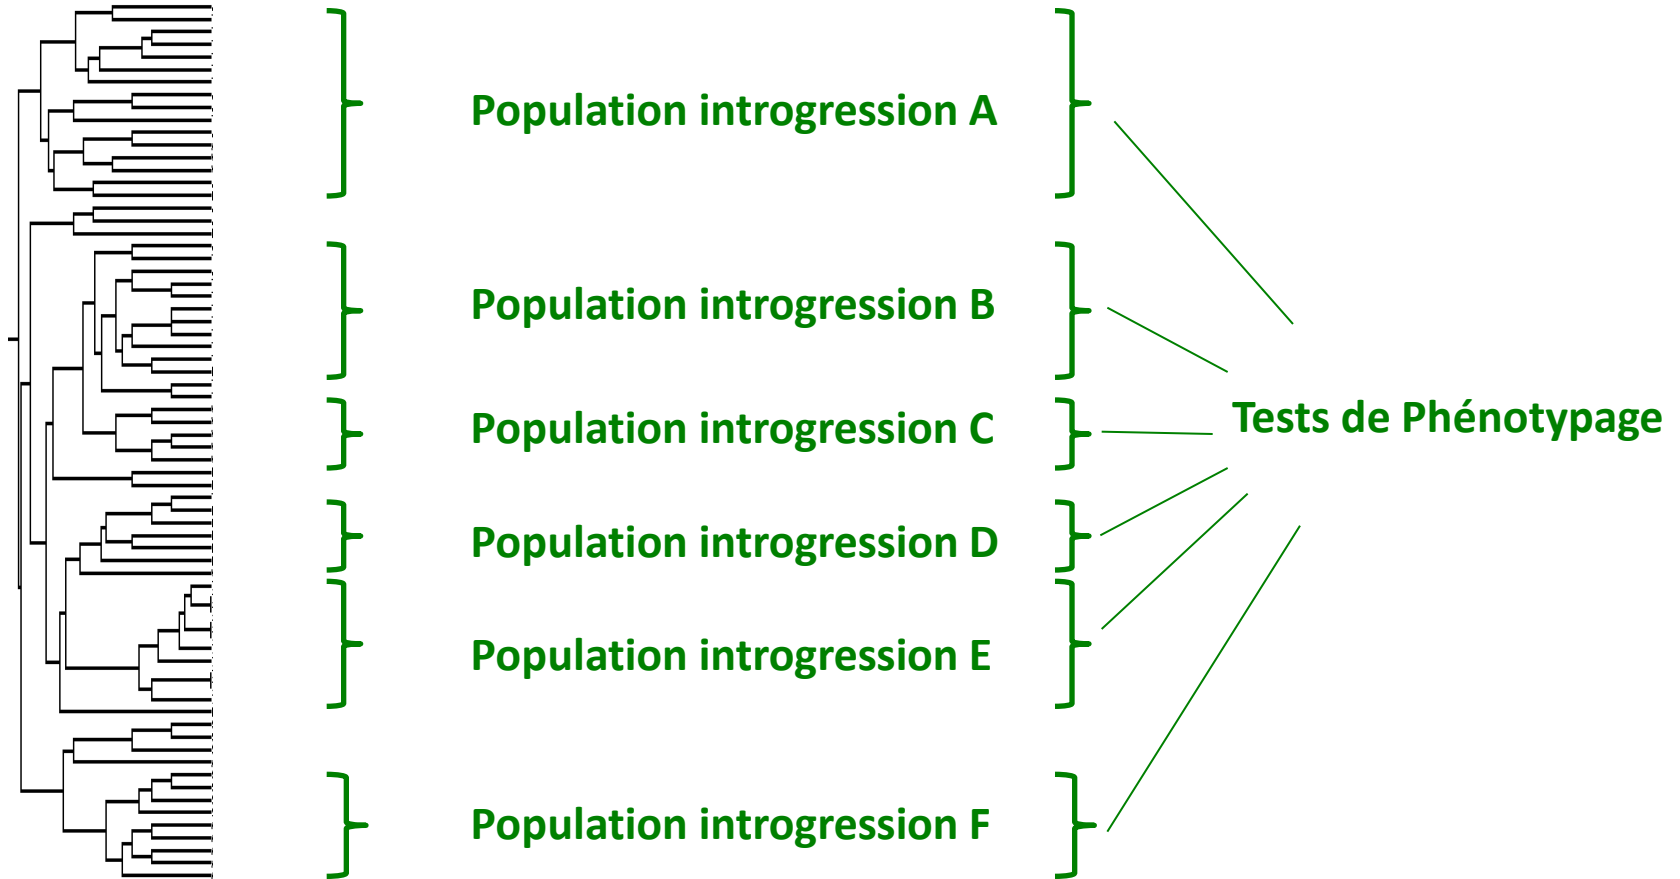 Population introgression A
Population introgression B
Population introgression C
Tests de Phénotypage
Population introgression D
Population introgression E
Population introgression F